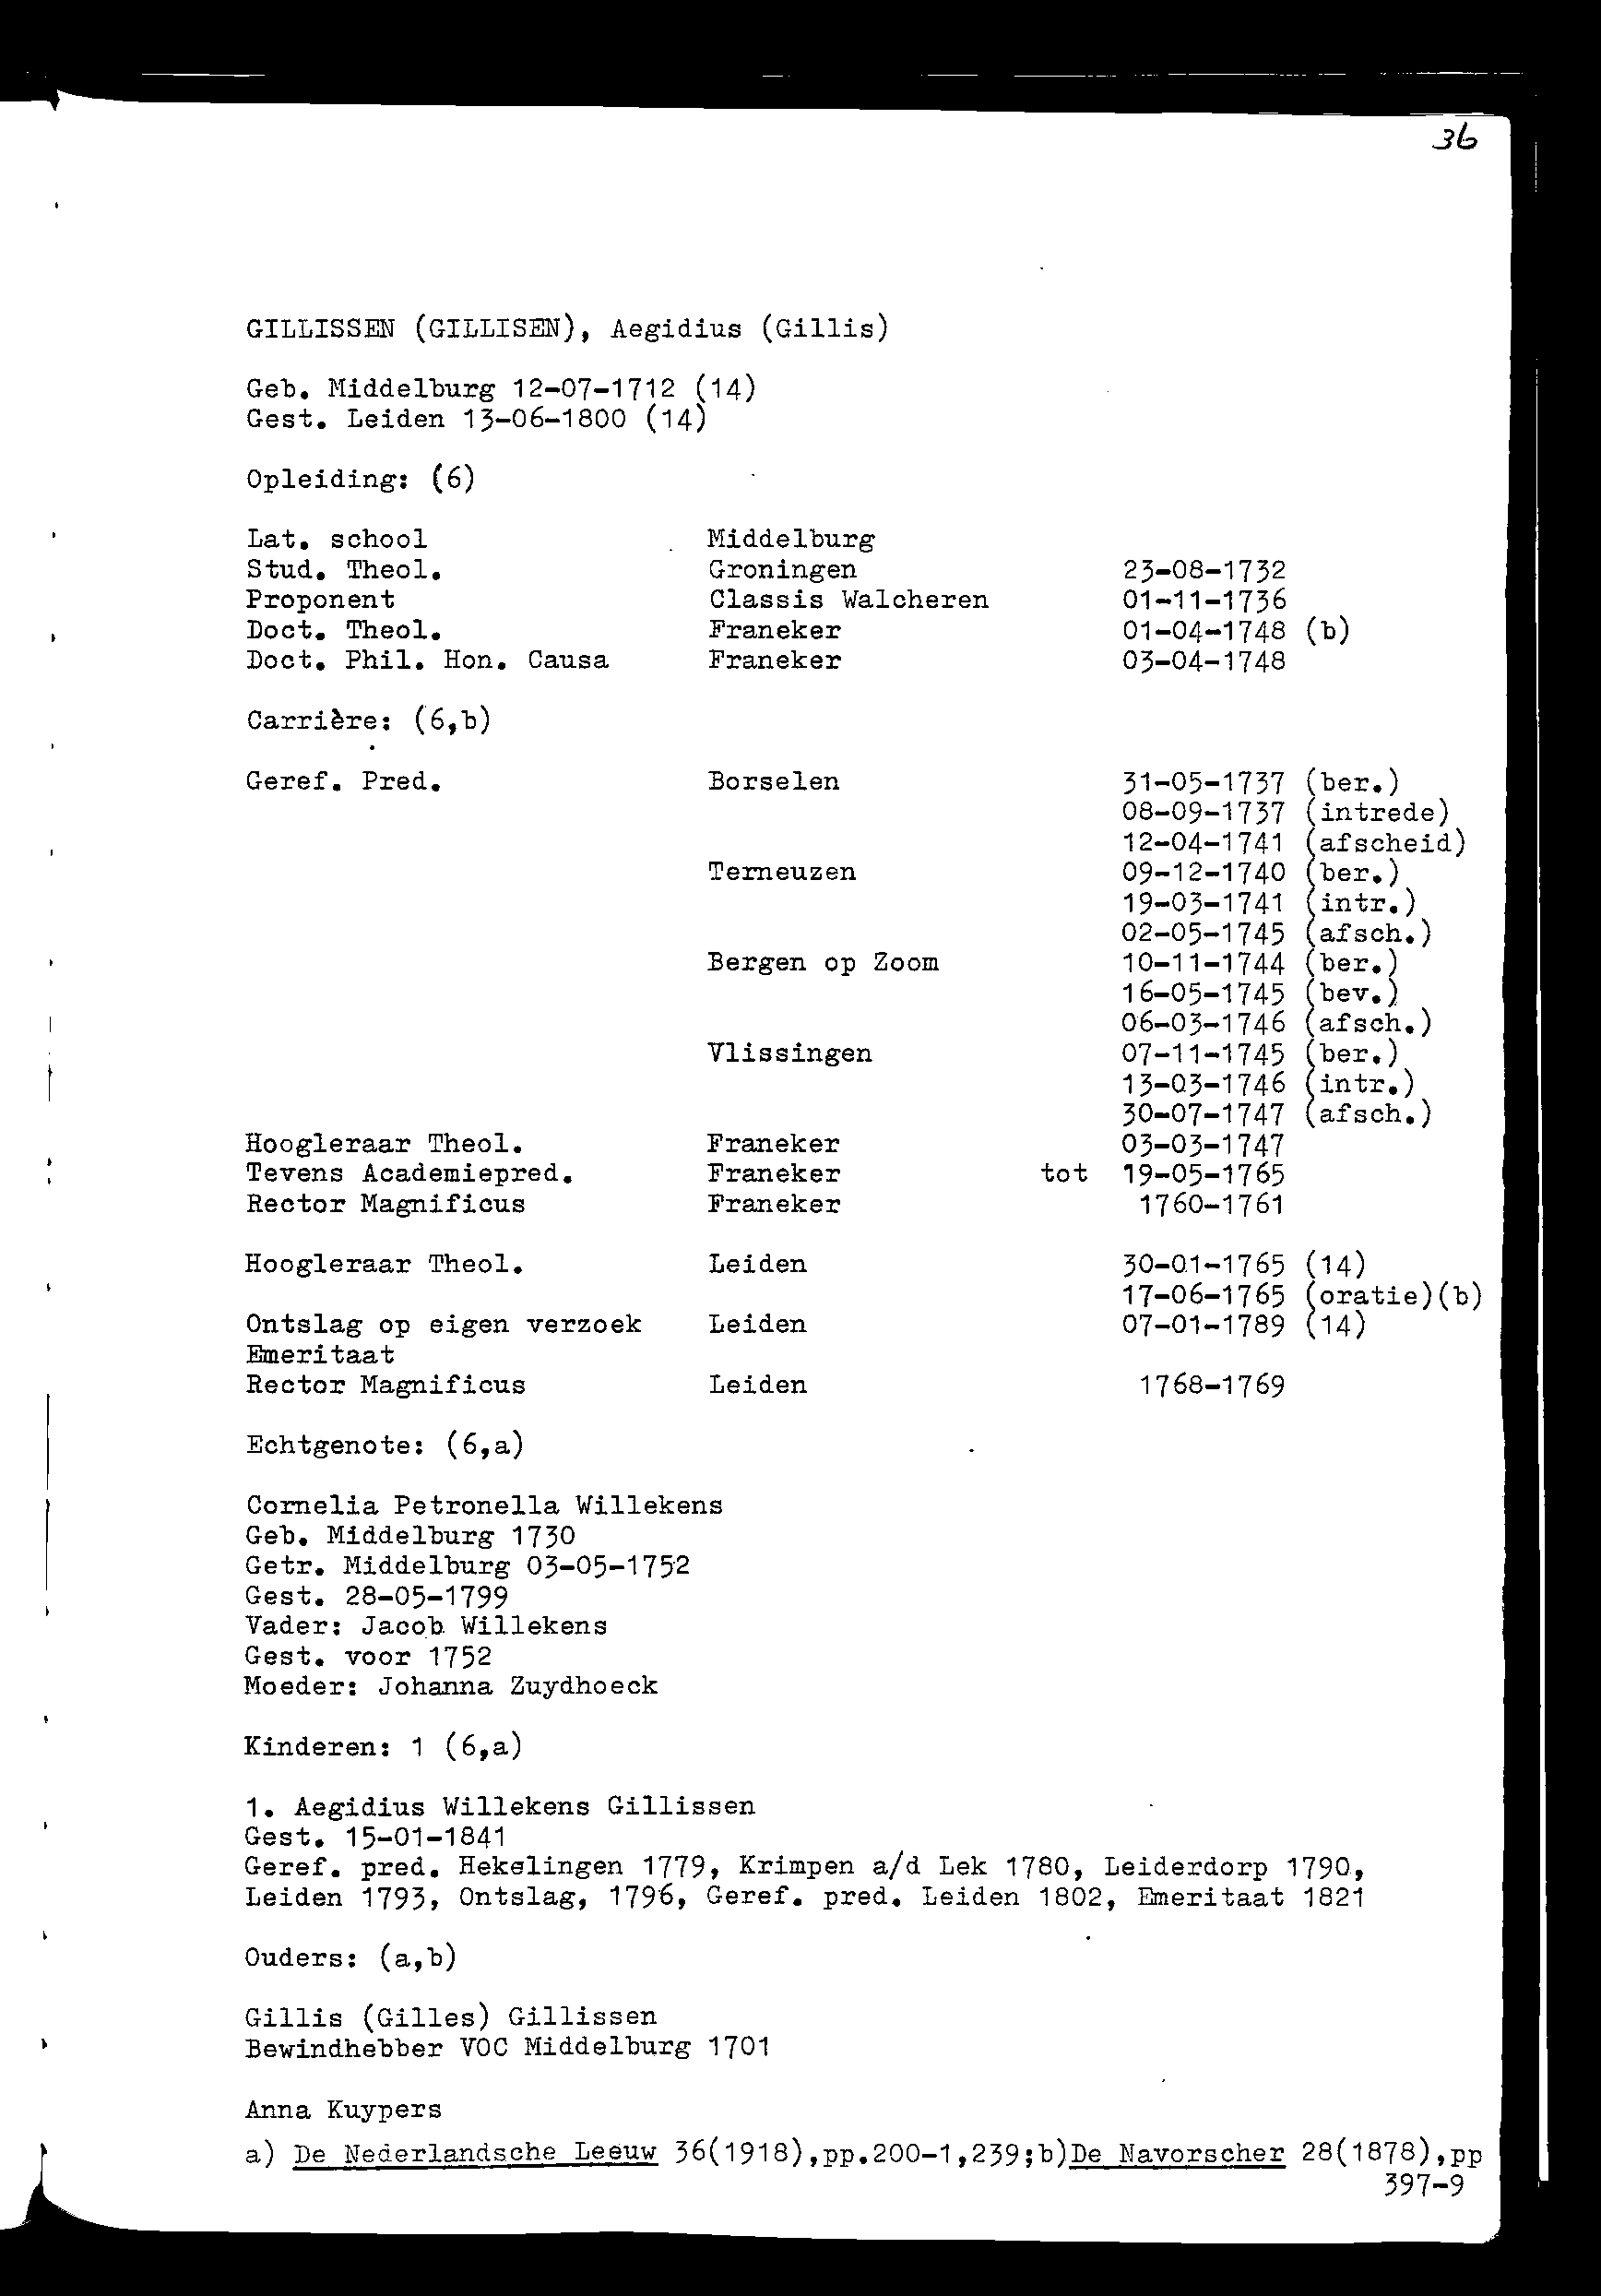 36
GILLISSEN (GILLISEN), Aegidius (Gillis)
Geb. Middelburg 12-07-1712 (14)
Gest. Leiden 13-06-1800 (14)
Opleiding: (6)
Lat. school Middelburg
Stud. Theol. Groningen 23-08-1732
Proponent Classis Walcheren 01-11-1736
Doct. Theol. Franeker 01-04-1748 (b)
Doct. Phil. Hon. Causa Franeker 03-04-1748
Carrière: (6,b)
Geref. Pred. Borselen 31-05-1737 (ber.)
08-09-1737 (intrede)
12-04-1741 (afscheid)
Terneuzen 09-12-1740 (ber.)
19-03-1741 (intr.)
02-05-1745 (afsch.)
Bergen op Zoom 10-11-1744 (ber.)
16-05-1745 (bev.)
06-03-1746 (afsch.)
Vlissingen 07-11-1745 (ber.)
13-03-1746 (intr.)
30-07-1747 (afsch.)
Hoogleraar Theol. Franeker 03-03-1747
Tevens Academiepred. Franeker tot 19-05-1765
Rector Magnificus Franeker 1760-1761
Hoogleraar Theol. Leiden 30-01-1765 (14)
17-06-1765 (oratie)(b)
Ontslag op eigen verzoek Leiden 07-01-1789 (14)
Emeritaat
Rector Magnificus Leiden 1768-1769
Echtgenote: (6,a)
Cornelia Petronella Willekens
Geb. Middelburg 1730
Getr. Middelburg 03-05-1752
Gest. 28-05-1799
Vader: Jacob Willekens
Gest. voor 1752
Moeder: Johanna Zuydhoeck
Kinderen: 1 (6,a)
1. Aegidius Willekens Gillissen
Gest. 15-01-1841
Geref. pred. Hekelingen 1779, Krimpen a/d Lek 1780, Leiderdorp 1790,
Leiden 1793, Ontslag, 1796, Geref. pred. Leiden 1802, Emeritaat 1821
Ouders: (a,b)
Gillis (Gilles) Gillissen
Bewindhebber VOC Middelburg 1701
Anna Kuypers
a) De Nederlandsche Leeuw 36(1918),pp.200-1,239;b)De Navorscher 28(1878),pp
397-9